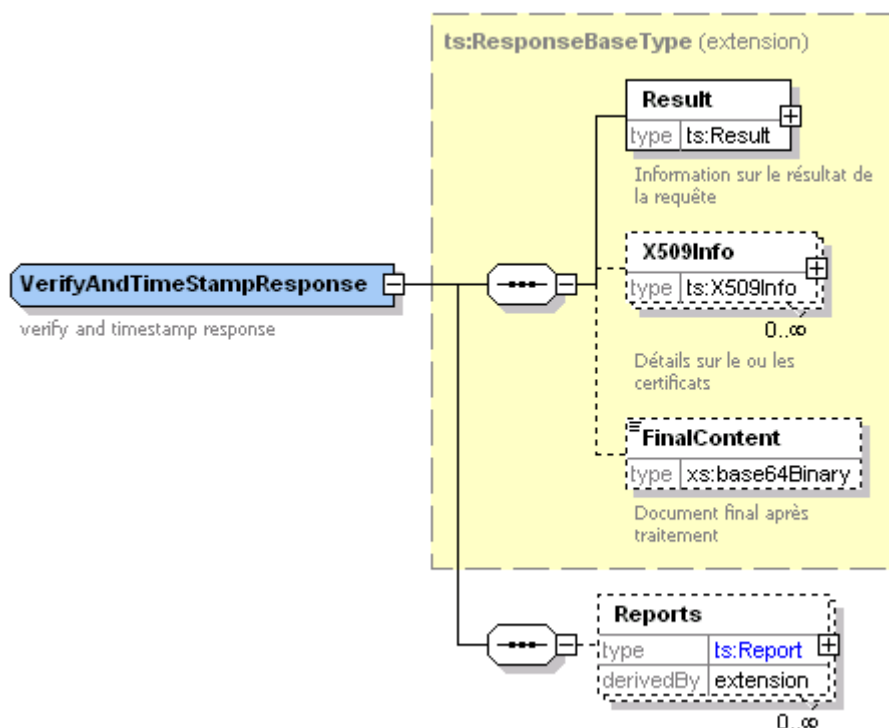 ts:ResponseBaseType (extension)
Result
type ts:Result
Information sur le résultat de
la requête
X509Info
type ts:X509Info
0..∞
Détails sur le ou les
certificats
VerifyAndTimeStampResponse
verify and timestamp response
FinalContent
type xs:base64Binary
Document final après
traitement
Reports
type ts:Report
derivedBy extension
0..∞